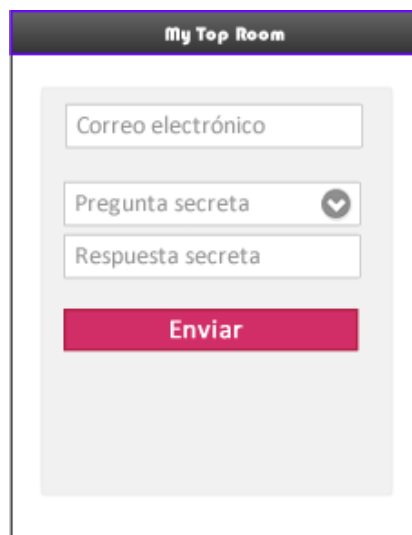 My Top Room
Correo electrónico
Pregunta secreta
Respuesta secreta
Enviar